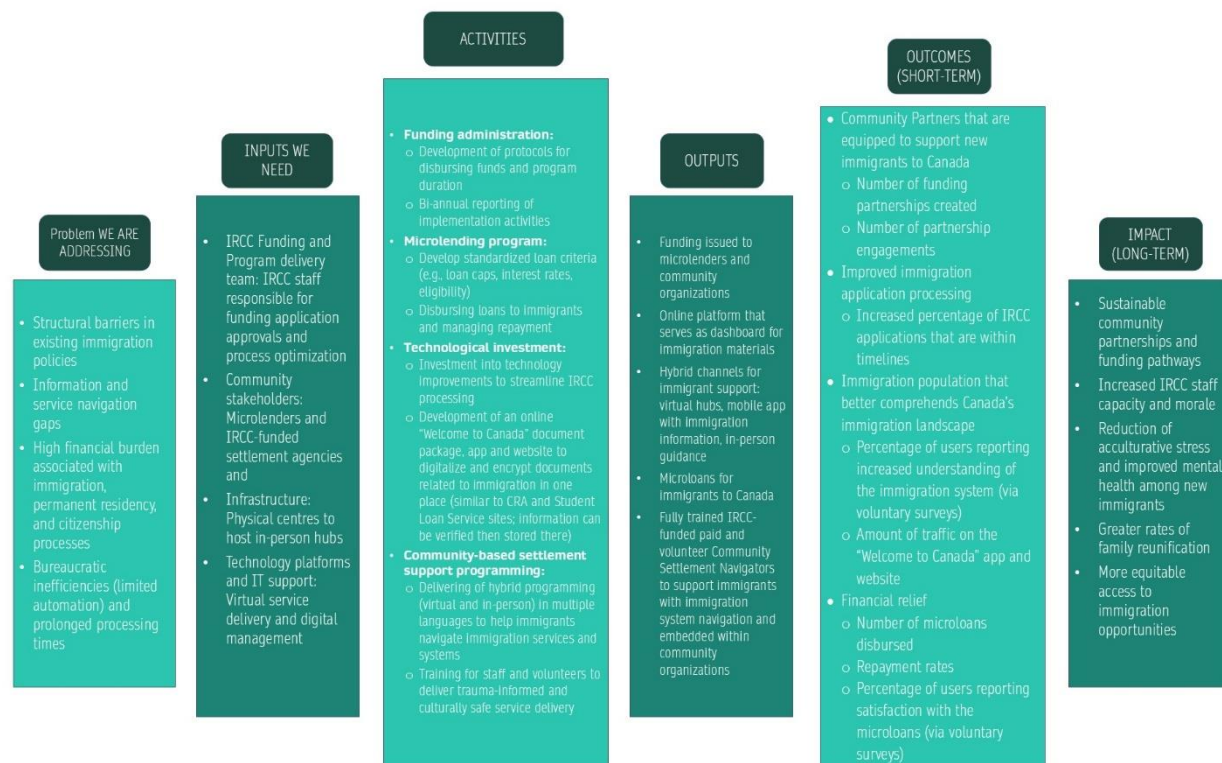 Problem WE ARE
ADDRESSING
• Structural barriers in
existing immigration
policies
• Information and
service navigation
gaps
• High financial burden
associated with
immigration,
permanent residency,
and citizenship
processes
• Bureaucratic
inefficiencies (limited
automation) and
prolonged processing
times
INPUTS WE
NEED
• IRCC Funding and
Program delivery
team: IRCC staff
responsible for
funding application
approvals and
process optimization
• Community
stakeholders:
Microlenders and
IRCC-funded
settlement agencies
and
• Infrastructure:
Physical centres to
host in-person hubs
• Technology platforms
and IT support:
Virtual service
delivery and digital
management
ACTIVITIES
• Funding administration:
o Development of protocols for
disbursing funds and program
duration
o Bi-annual reporting of
implementation activities
• Microlending program:
o Develop standardized loan criteria
(e.g., loan caps, interest rates,
eligibility)
o Disbursing loans to immigrants
and managing repayment
• Technological investment:
o Investment into technology
improvements to streamline IRCC
processing
o Development of an online
"Welcome to Canada" document
package, app and website to
digitalize and encrypt documents
related to immigration in one
place (similar to CRA and Student
Loan Service sites; information can
be verified then stored there)
• Community-based settlement
support programming:
o Delivering of hybrid programming
(virtual and in-person) in multiple
languages to help immigrants
navigate Immigration services and
systems
o Training for staff and volunteers to
deliver trauma-informed and
culturally safe service delivery
OUTPUTS
• Funding issued to
microlenders and
community
organizations
• Online platform that
serves as dashboard for
immigration materials
• Hybrid channels for
immigrant support:
virtual hubs, mobile app
with immigration
information, in-person
guidance
• Microloans for
immigrants to Canada
• Fully trained IRCC-
funded paid and
volunteer Community
Settlement Navigators
to support immigrants
with immigration
system navigation and
embedded within
community
organizations
OUTCOMES
(SHORT-TERM)
• Community Partners that are
equipped to support new
immigrants to Canada
o Number of funding
partnerships created
o Number of partnership
engagements
• Improved immigration
application processing
o Increased percentage of IRCC
applications that are within
timelines
• Immigration population that
better comprehends Canada's
immigration landscape
o Percentage of users reporting
increased understanding of
the immigration system (via
voluntary surveys)
o Amount of traffic on the
"Welcome to Canada" app and
website
• Financial relief
o Number of microloans
disbursed
o Repayment rates
o Percentage of users reporting
satisfaction with the
microloans (via voluntary
surveys)
IMPACT
(LONG-TERM)
• Sustainable
community
partnerships and
funding pathways
• Increased IRCC staff
capacity and morale
• Reduction of
acculturative stress
and improved mental
health among new
immigrants
• Greater rates of
family reunification
• More equitable
access to
immigration
opportunities